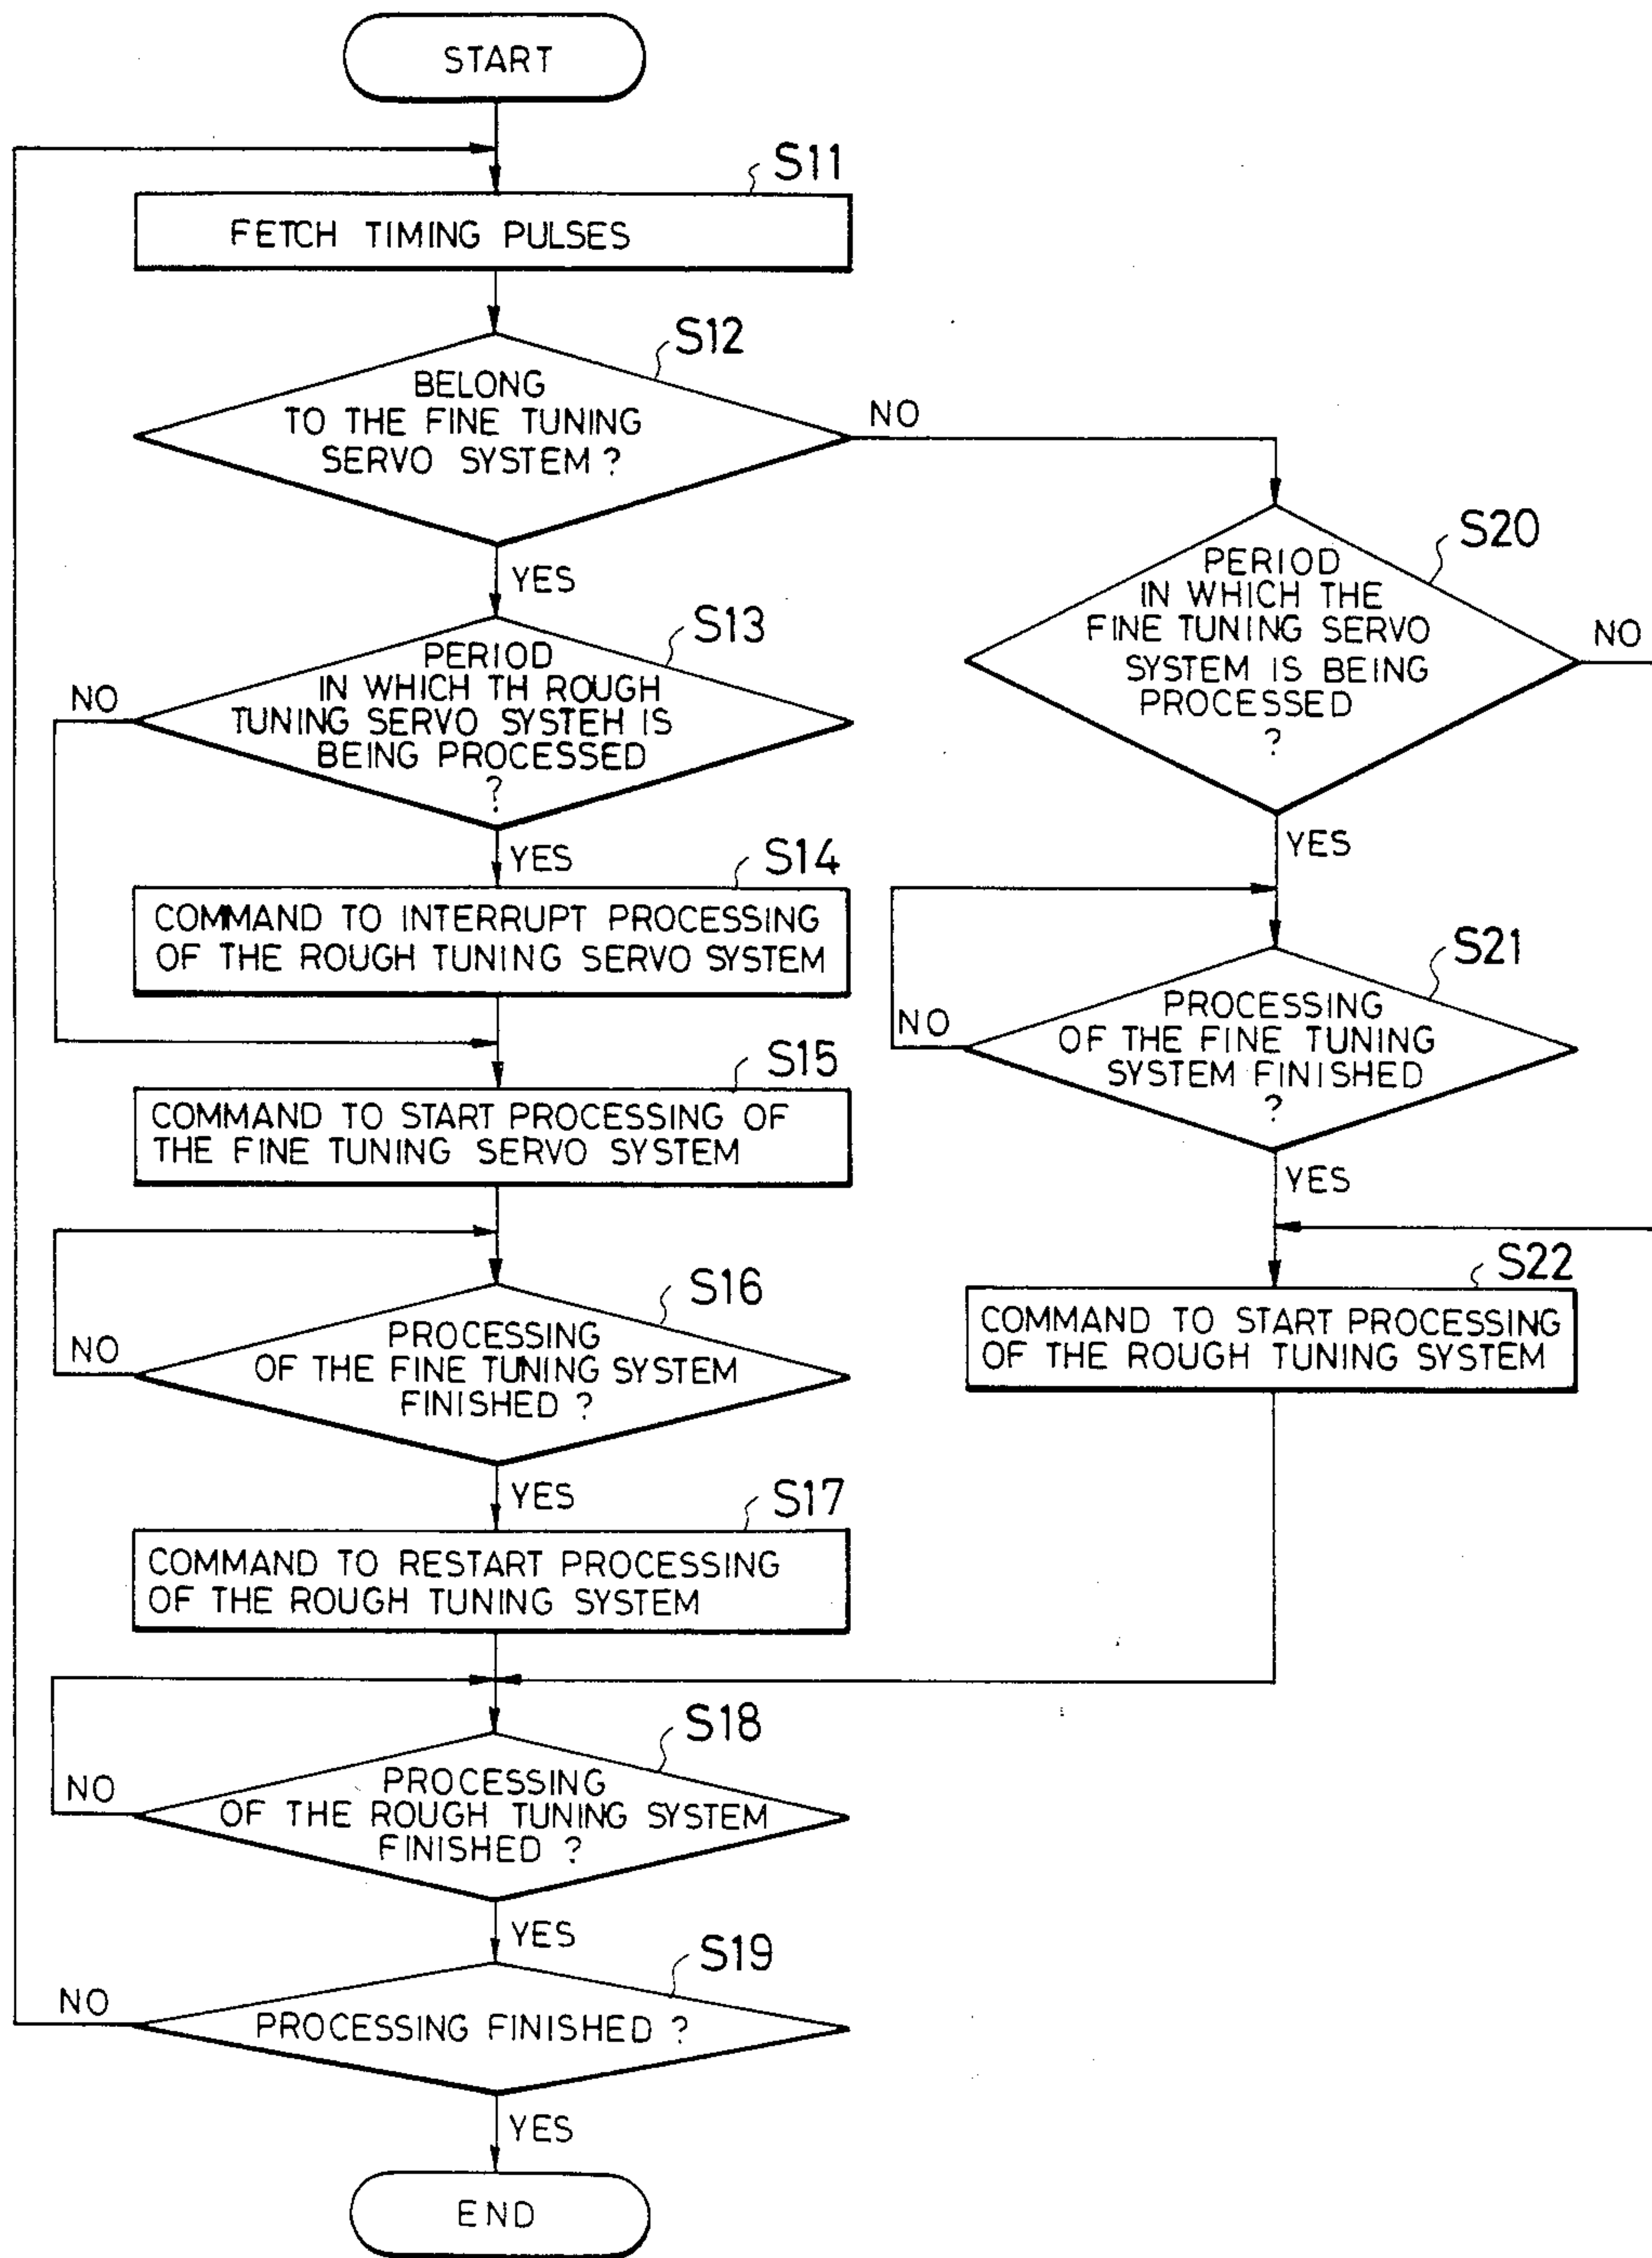 START
S11
FETCH TIMING PULSES
S12
BELONG
TO THE FINE TUNING
SERVO SYSTEM ?
NO
YES
S13
PERIOD
IN WHICH TH ROUGH
TUNING SERVO SYSTEH IS
BEING PROCESSED
?
NO
YES
S14
COMMAND TO INTERRUPT PROCESSING
OF THE ROUGH TUNING SERVO SYSTEM
S15
COMMAND TO START PROCESSING OF
THE FINE TUNING SERVO SYSTEM
S16
PROCESSING
OF THE FINE TUNING SYSTEM
FINISHED ?
NO
YES
S17
COMMAND TO RESTART PROCESSING
OF THE ROUGH TUNING SYSTEM
S18
PROCESSING
OF THE ROUGH TUNING SYSTEM
FINISHED ?
NO
YES
S19
PROCESSING FINISHED ?
NO
YES
END
S20
PERIOD
IN WHICH THE
FINE TUNING SERVO
SYSTEM IS BEING
PROCESSED
?
NO
YES
S21
PROCESSING
OF THE FINE TUNING
SYSTEM FINISHED
?
NO
YES
S22
COMMAND TO START PROCESSING
OF THE ROUGH TUNING SYSTEM